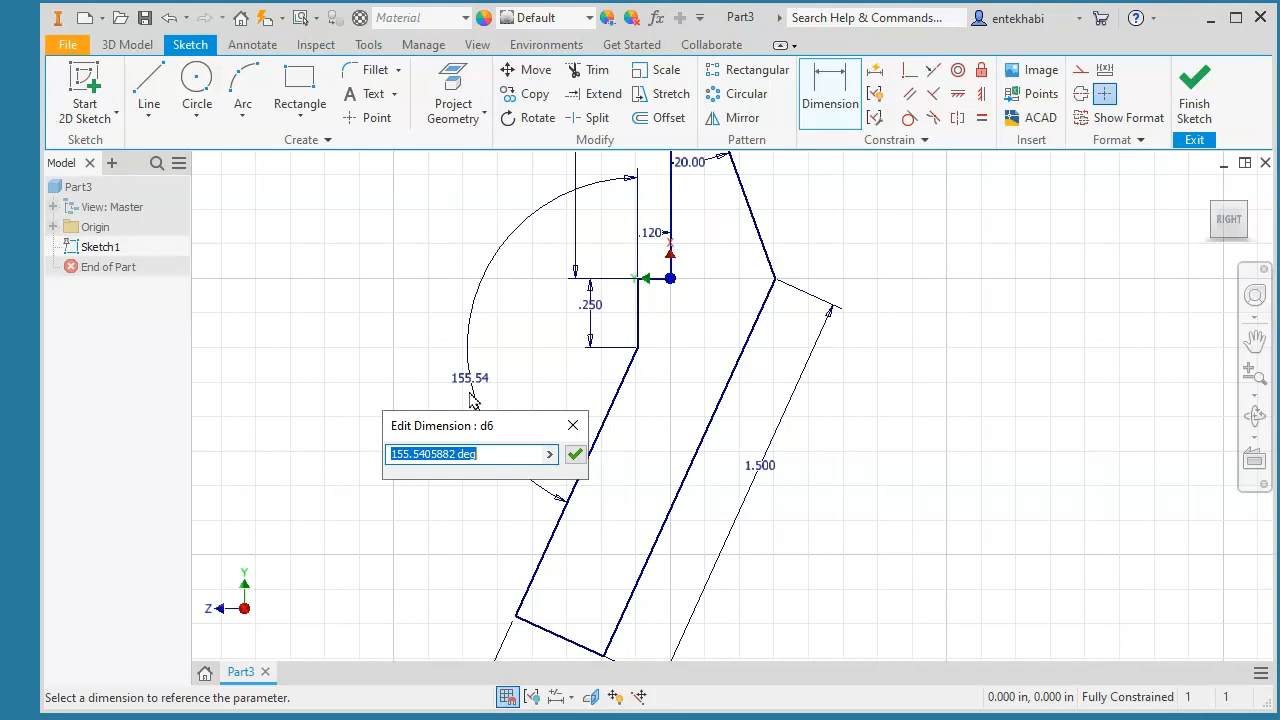 Material
Default
Part3
Search Help & Commands...
entekhabi
File
3D Model
Sketch
Annotate
Inspect
Tools
Manage
View
Environments
Get Started
Collaborate
Start
2D Sketch
Line
Circle
Arc
Rectangle
Fillet
Text
Point
Project
Geometry
Move
Copy
Rotate
Trim
Extend
Split
Scale
Stretch
Offset
Rectangular
Circular
Mirror
Dimension
Image
Points
ACAD
Show Format
Finish
Sketch
Sketch
Create
Modify
Pattern
Constrain
Insert
Format
Exit
Model
Part3
View: Master
Origin
Sketch1
End of Part
20.00
.120
X
Y
.250
155.54
Edit Dimension : d6
155.5405882 deg
1.500
RIGHT
Y
Z
Part3
Select a dimension to reference the parameter.
0.000 in, 0.000 in
Fully Constrained
1
1